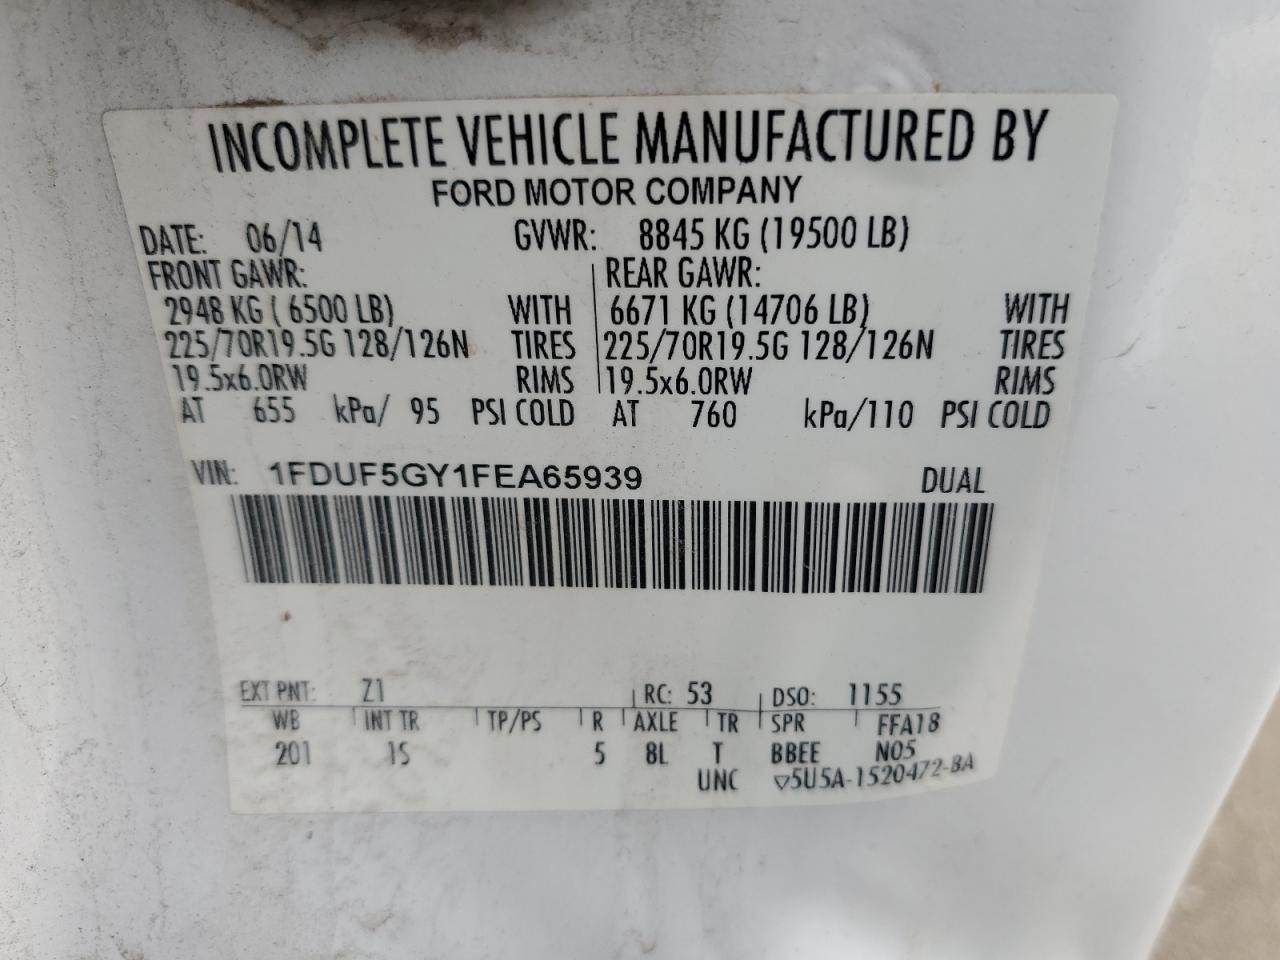 INCOMPLETE VEHICLE MANUFACTURED BY
FORD MOTOR COMPANY
DATE: 06/14 GVWR: 8845 KG (19500 LB)
FRONT GAWR: REAR GAWR:
2948 KG ( 6500 LB) WITH 6671 KG (14706 LB) WITH
225/70R19.5G 128/126N TIRES 225/70R19.5G 128/126N TIRES
19.5x6.0RW RIMS 19.5x6.0RW RIMS
AT 655 kPa/ 95 PSI COLD AT 760 kPa/110 PSI COLD
VIN: 1FDUF5GY1FEA65939 DUAL
EXT PNT: Z1 RC: 53 DSO: 1155
WB INT TR TP/PS R AXLE TR SPR FFA18
201 IS 5 8L T BBEE N05
UNC ▽5U5A-1520472-BA